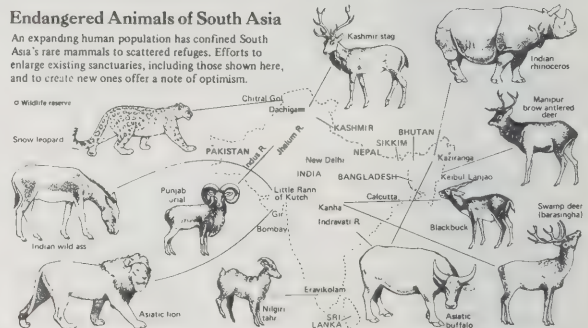 Endangered Animals of South Asia
An expanding human population has confined South
Asia's rare mammals to scattered refuges. Efforts to
enlarge existing sanctuaries, including those shown here,
and to create new ones offer a note of optimism.
Wildlife reserve
Kashmir stag
Indian
rhinoceros
Chitral Gol
Dachigam
Snow leopard
KASHMIR
Manipur
brow antlered
deer
BHUTAN
SIKKIM
NEPAL
PAKISTAN
Indus R.
Jhelum R.
New Delhi
Kaziranga
INDIA
BANGLADESH
Keibul Lamjao
Punjab
urial
Little Rann
of Kutch
Calcutta
Kanha
Swamp deer
(barasingha)
Gir
Indravati R.
Blackbuck
Bombay
Indian wild ass
Eravikolam
Asiatic lion
Nilgiri
tahr
SRI
LANKA
Asiatic
buffalo